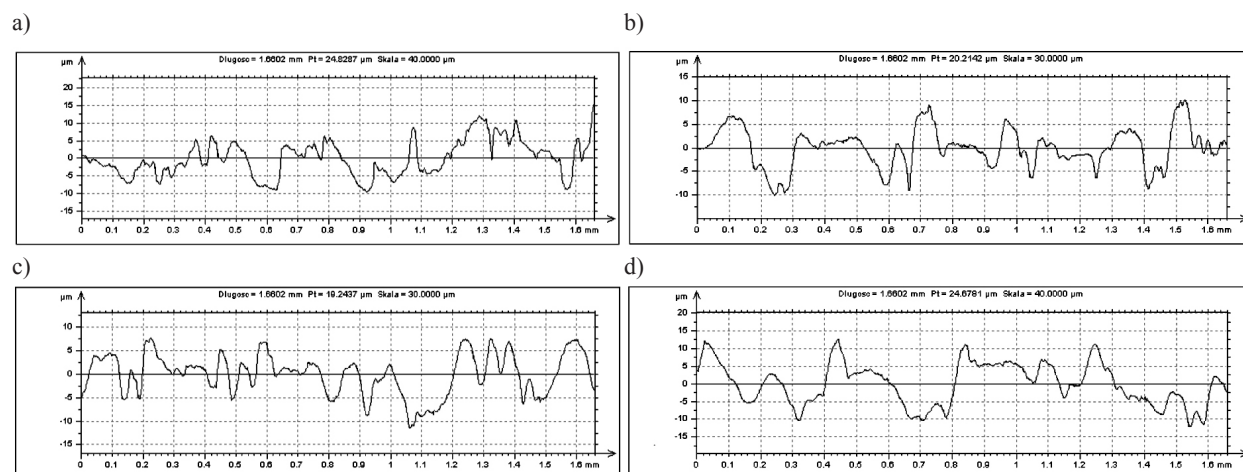 a)
b)
Dlugosc = 1.6602 mm Pt = 24.8287 µm Skala = 40.0000 µm
µm
20
15
10
5
0
-5
-10
-15
0 0.1 0.2 0.3 0.4 0.5 0.6 0.7 0.8 0.9 1 1.1 1.2 1.3 1.4 1.5 1.6 mm
Dlugosc = 1.6602 mm Pt = 20.2142 µm Skala = 30.0000 µm
µm
15
10
5
0
-5
-10
0 0.1 0.2 0.3 0.4 0.5 0.6 0.7 0.8 0.9 1 1.1 1.2 1.3 1.4 1.5 1.6 mm
c)
d)
Dlugosc = 1.6602 mm Pt = 19.2437 µm Skala = 30.0000 µm
µm
10
5
0
-5
-10
-15
0 0.1 0.2 0.3 0.4 0.5 0.6 0.7 0.8 0.9 1 1.1 1.2 1.3 1.4 1.5 1.6 mm
Dlugosc = 1.6602 mm Pt = 24.6781 µm Skala = 40.0000 µm
µm
20
15
10
5
0
-5
-10
-15
0 0.1 0.2 0.3 0.4 0.5 0.6 0.7 0.8 0.9 1 1.1 1.2 1.3 1.4 1.5 1.6 mm